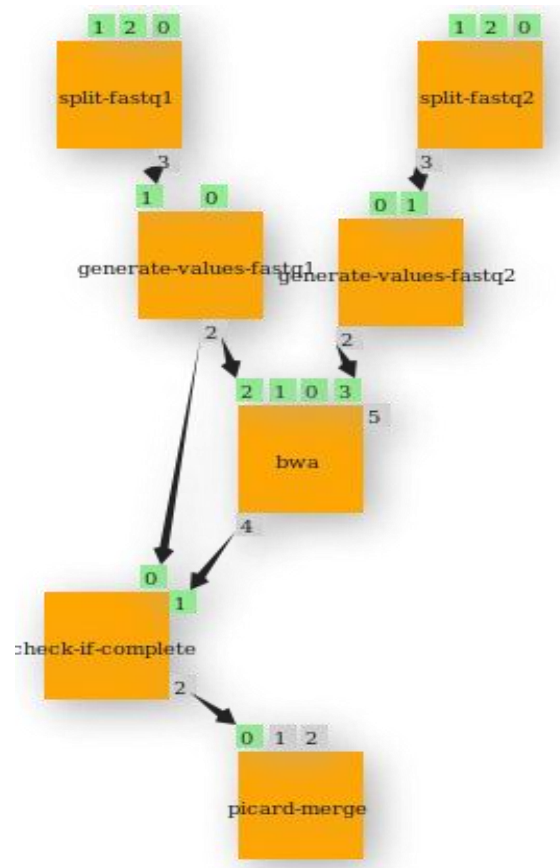 1 2 0
1 2 0
split-fastq1
split-fastq2
3
3
1 0
0 1
generate-values-fastq1
generate-values-fastq2
2
2
2 1 0 3
5
bwa
4
0
1
check-if-complete
2
0 1 2
picard-merge